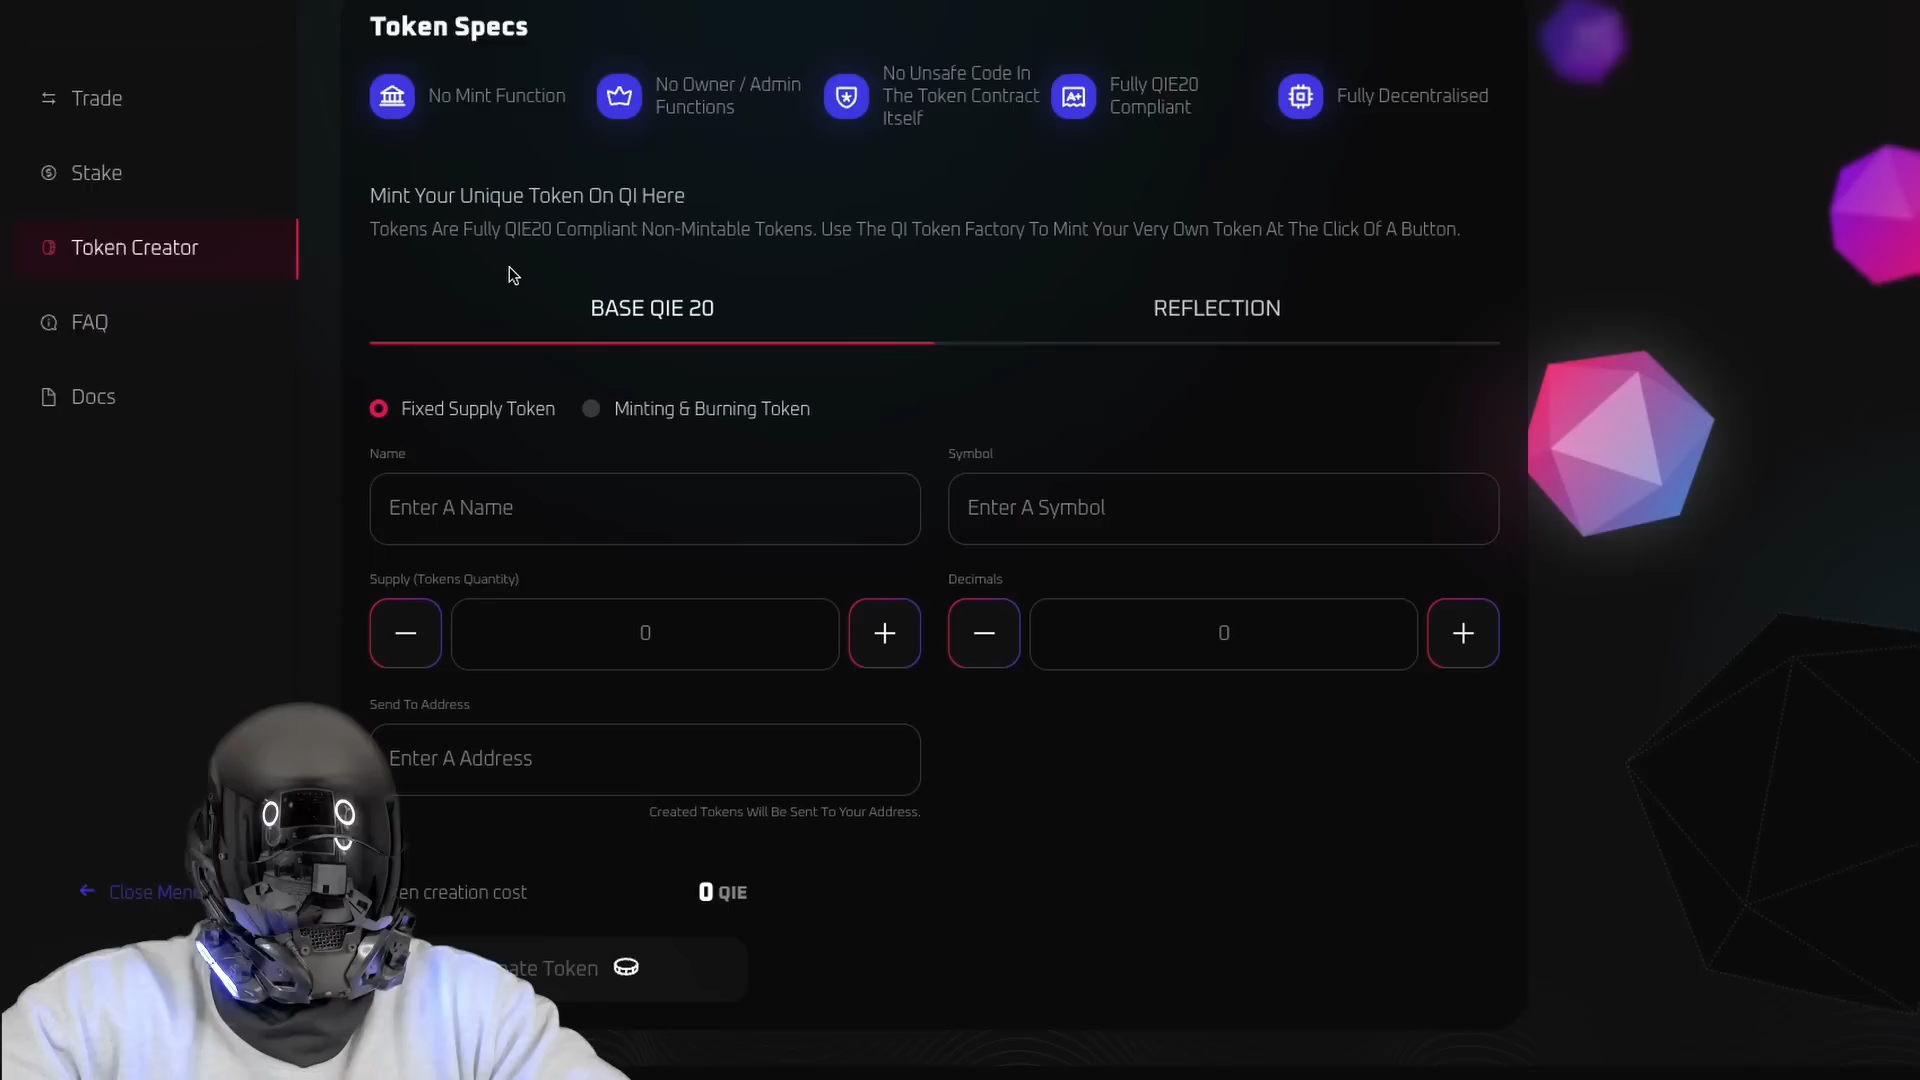 Token Specs
No Mint Function
No Owner / Admin
Functions
No Unsafe Code In
The Token Contract
Itself
Fully QIE20
Compliant
Fully Decentralised
Trade
Stake
Token Creator
FAQ
Docs
Mint Your Unique Token On QI Here
Tokens Are Fully QIE20 Compliant Non-Mintable Tokens. Use The QI Token Factory To Mint Your Very Own Token At The Click Of A Button.
BASE QIE 20
REFLECTION
Fixed Supply Token
Minting & Burning Token
Name
Symbol
Enter A Name
Enter A Symbol
Supply (Tokens Quantity)
Decimals
0
0
Send To Address
Enter A Address
Created Tokens Will Be Sent To Your Address.
Close
creation cost
0 QIE
Token